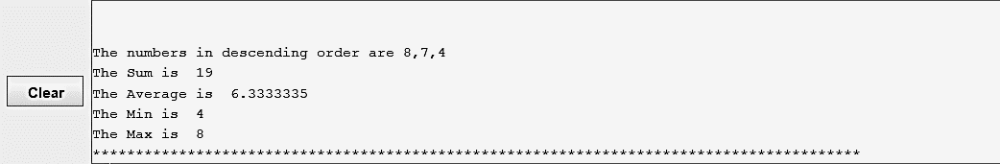 The numbers in descending order are 8,7,4
The Sum is  19
Clear
The Average is  6.3333335
The Min is  4
The Max is  8
*****************************************************************************************